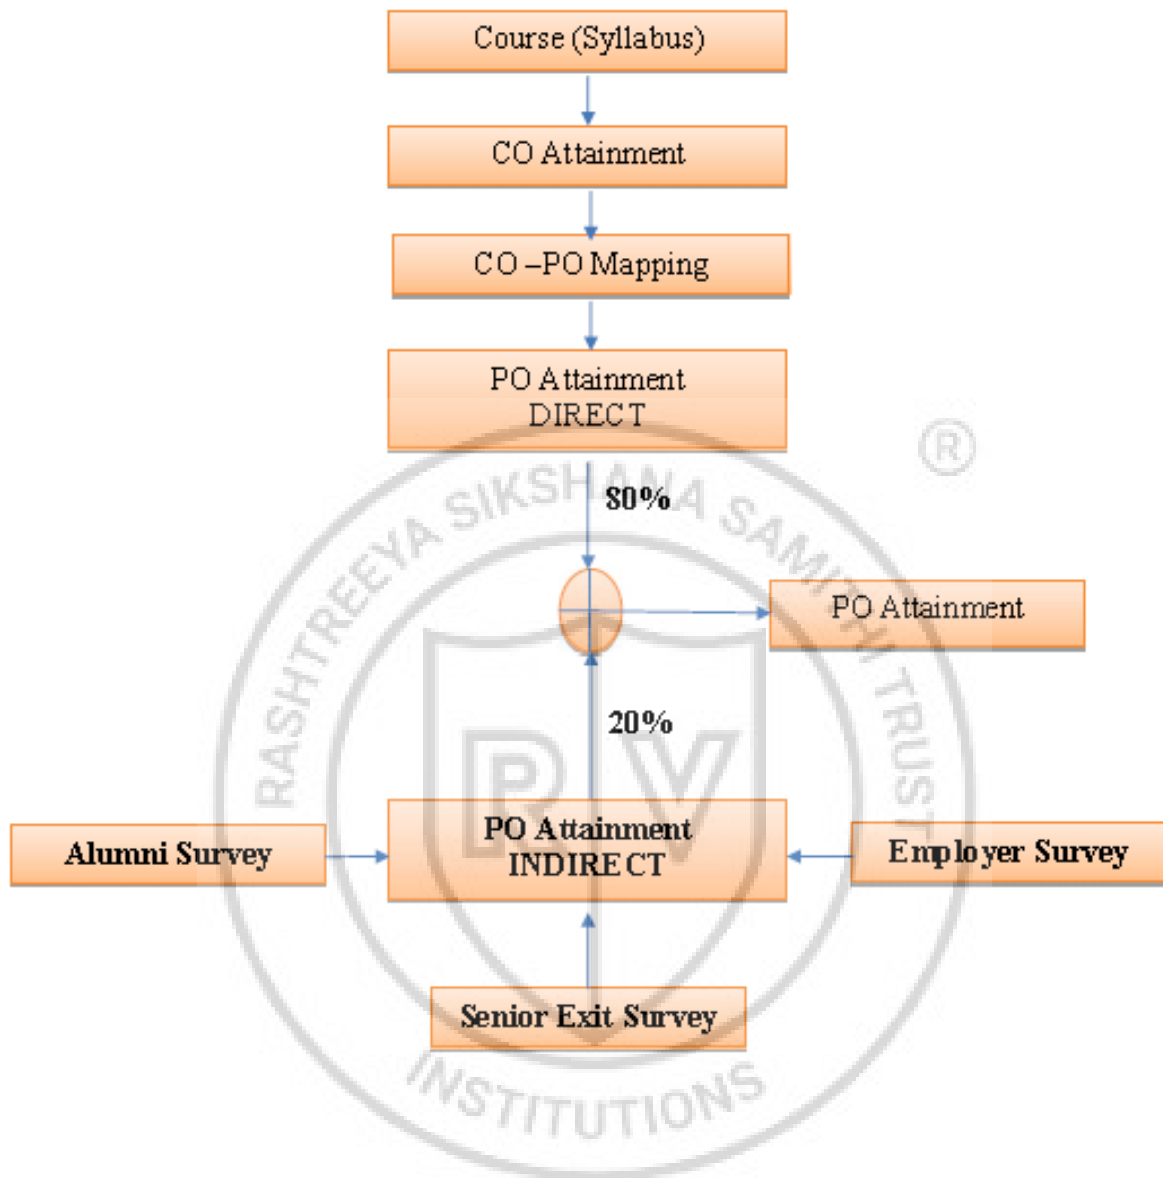 Course (Syllabus)
CO Attainment
CO –PO Mapping
PO Attainment
DIRECT
®
80%
RASHTREEYA SIKSHANA SAMITHI TRUST
PO Attainment
20%
RV
PO Attainment
INDIRECT
Alumni Survey
Employer Survey
Senior Exit Survey
INSTITUTIONS